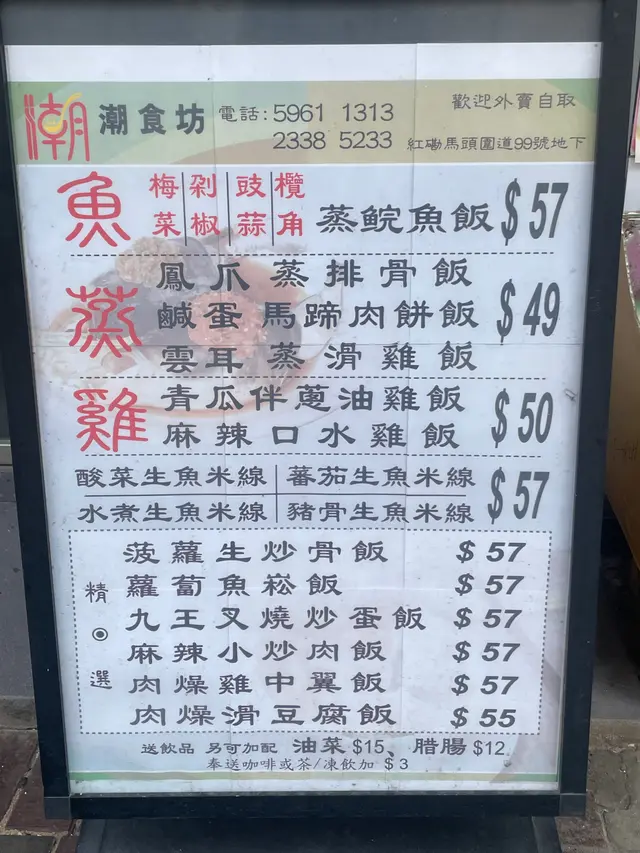 潮 潮食坊 電話:5961 1313 歡迎外賣自取
2338 5233 紅磡馬頭圍道99號地下
魚 梅菜 剁椒 豉蒜 欖角 蒸鯇魚飯 $57
蒸 鳳爪蒸排骨飯
鹹蛋馬蹄肉餅飯 $49
雲耳蒸滑雞飯
雞 青瓜伴蔥油雞飯 $50
麻辣口水雞飯
酸菜生魚米線 蕃茄生魚米線 $57
水煮生魚米線 豬骨生魚米線
精選
菠蘿生炒骨飯 $57
蘿蔔魚崧飯 $57
九王叉燒炒蛋飯 $57
麻辣小炒肉飯 $57
肉燥雞中翼飯 $57
肉燥滑豆腐飯 $55
送飲品 另可加配 油菜$15、腊腸$12.
奉送咖啡或茶/凍飲加 $3